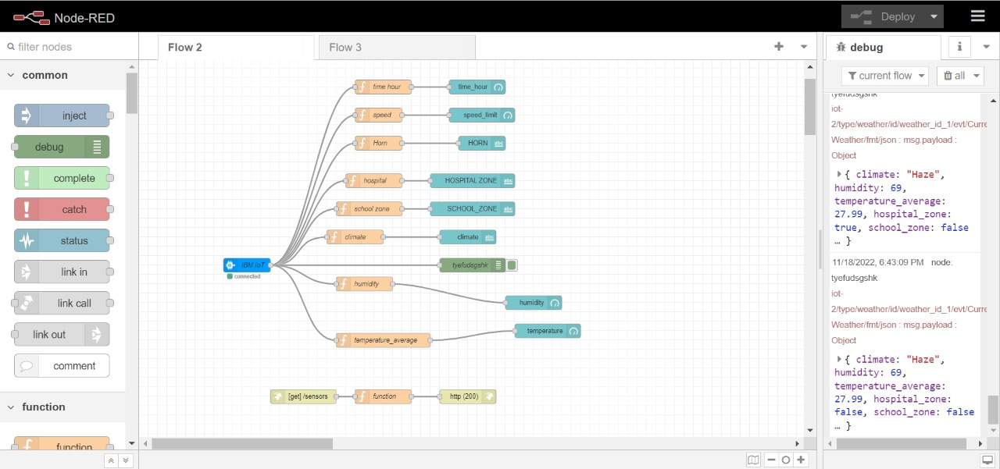 Node-RED
Deploy
filter nodes
Flow 2
Flow 3
debug
i
common
current flow
all
inject
debug
complete
catch
status
link in
link call
link out
comment
function
function
time hour
time_hour
speed
speed_limit
Horn
HORN
abc
hospital
HOSPITAL ZONE
abc
school zone
SCHOOL_ZONE
abc
climate
climate
abc
IBM IoT
connected
tyefudsgshk
humidity
humidity
temperature_average
temperature
[get] /sensors
function
http (200)
tyefudsgshk
iot-
2/type/weather/id/weather_id_1/evt/Curre
Weather/fmt/json : msg.payload :
Object
{ climate: "Haze",
humidity: 69,
temperature_average:
27.99, hospital_zone:
true, school_zone: false
… }
11/18/2022, 6:43:09 PM node:
tyefudsgshk
iot-
2/type/weather/id/weather_id_1/evt/Curre
Weather/fmt/json : msg.payload :
Object
{ climate: "Haze",
humidity: 69,
temperature_average:
27.99, hospital_zone:
false, school_zone: false
… }